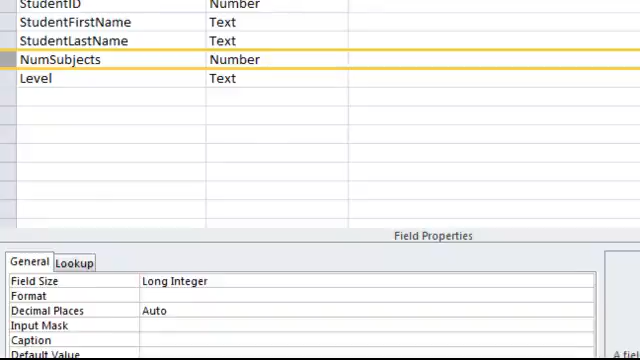 StudentID Number
StudentFirstName Text
StudentLastName Text
NumSubjects Number
Level Text
Field Properties
General Lookup
Field Size Long Integer
Format
Decimal Places Auto
Input Mask
Caption
Default Value
A fiel